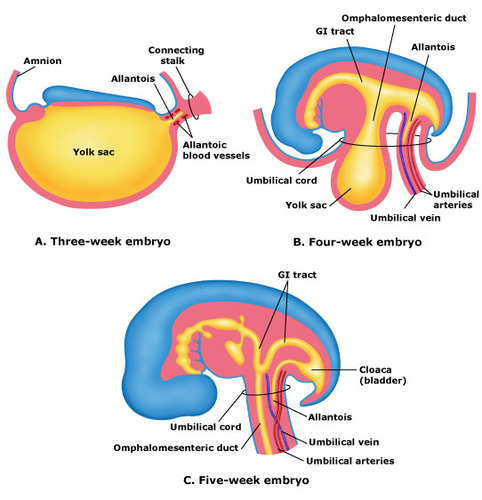 Amnion
Connecting
stalk
Allantois
Yolk sac
Allantoic
blood vessels
A. Three-week embryo
Omphalomesenteric duct
GI tract
Allantois
Umbilical cord
Yolk sac
Umbilical
arteries
Umbilical vein
B. Four-week embryo
GI tract
Cloaca
(bladder)
Allantois
Umbilical cord
Umbilical vein
Omphalomesenteric duct
Umbilical arteries
C. Five-week embryo